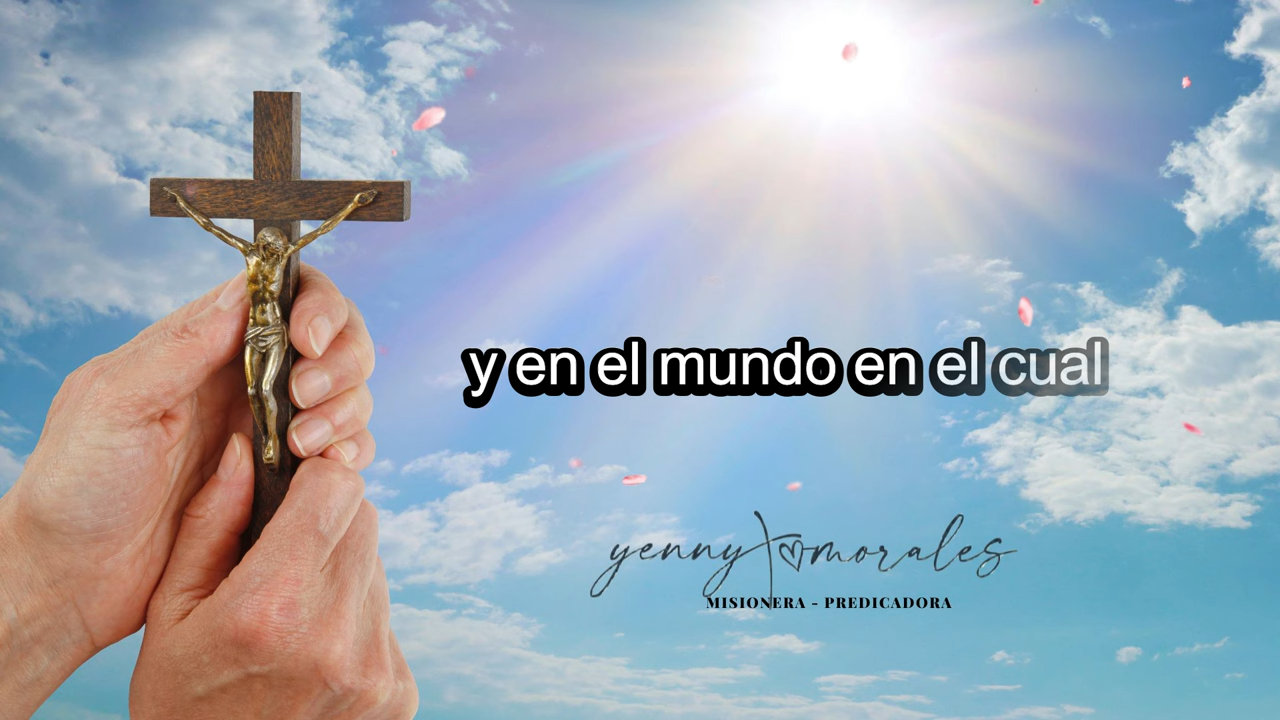 y en el mundo en el cual
yenny morales
MISIONERA - PREDICADORA